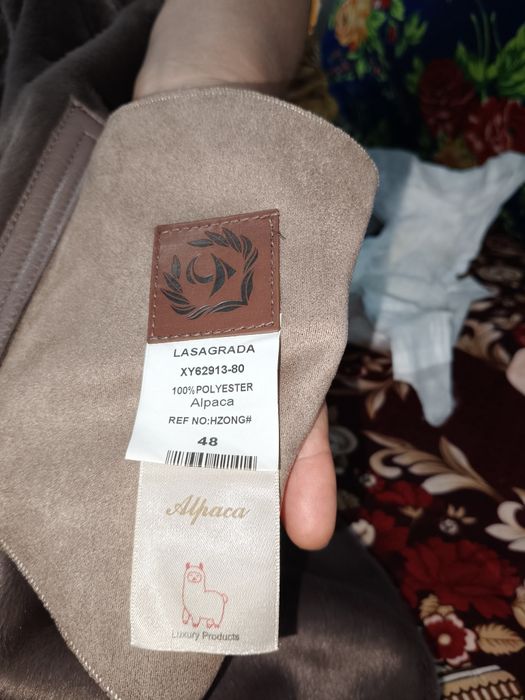 LASAGRADA
XY62913-80
100%POLYESTER
Alpaca
REF NO:HZONG#
48
Alpaca
Luxury Products